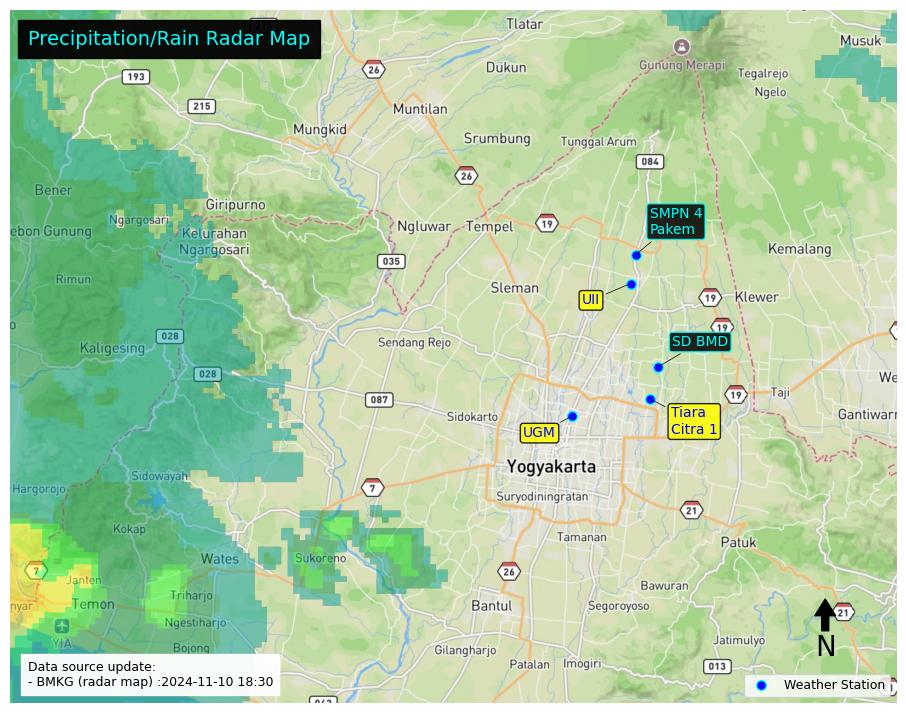 Precipitation/Rain Radar Map
Tlatar
Musuk
26
Dukun
Gunung Merapi
Tegalrejo
193
Ngelo
215
Muntilan
Mungkid
Srumbung
Tunggal Arum
084
26
Bener
Giripurno
SMPN 4
Pakem
Ngargosari
ebon Gunung
Kelurahan
Ngargosari
Ngluwar
Tempel
19
Kemalang
035
Rimun
UII
Sleman
19
Klewer
19
028
Kaligesing
Sendang Rejo
SD BMD
028
087
19
Taji
We
Sidokarto
Tiara
Citra 1
Gantiwarn
UGM
Yogyakarta
Sidowayah
Hargorojo
7
Suryodiningratan
21
Kokap
Tamanan
Patuk
Wates
Sukoreno
7
Janten
26
nyar
Temon
Triharjo
Bawuran
Bantul
Segoroyoso
21
Ngestiharjo
YIA
Bojong
Jatimulyo
N
Gilangharjo
Patalan
Imogiri
013
Data source update:
- BMKG (radar map) :2024-11-10 18:30
Weather Station